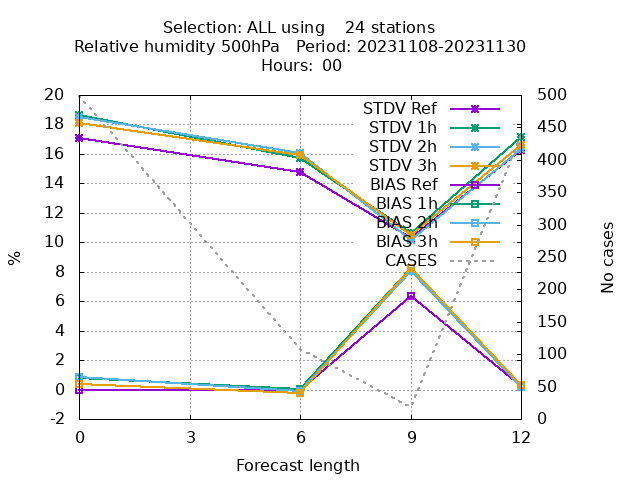 Selection: ALL using    24 stations
Relative humidity 500hPa   Period: 20231108-20231130
Hours: 00
20
18
16
14
12
10
8
6
4
2
0
-2
%
500
450
400
350
300
250
200
150
100
50
0
No cases
STDV Ref
STDV 1h
STDV 2h
STDV 3h
BIAS Ref
BIAS 1h
BIAS 2h
BIAS 3h
CASES
0 3 6 9 12
Forecast length